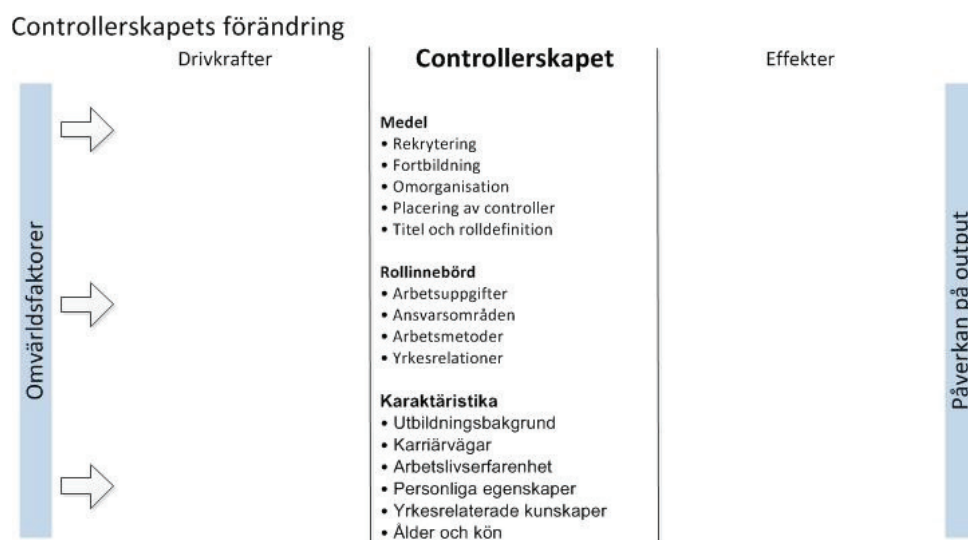 Controllerskapets förändring
Drivkrafter
Controllerskapet
Effekter
Omvärldsfaktorer
Medel
• Rekrytering
• Fortbildning
• Omorganisation
• Placering av controller
• Titel och rolldefinition
Rollinnebörd
• Arbetsuppgifter
• Ansvarsområden
• Arbetsmetoder
• Yrkesrelationer
Karaktäristika
• Utbildningsbakgrund
• Karriärvägar
• Arbetslivserfarenhet
• Personliga egenskaper
• Yrkesrelaterade kunskaper
• Ålder och kön
Påverkan på output